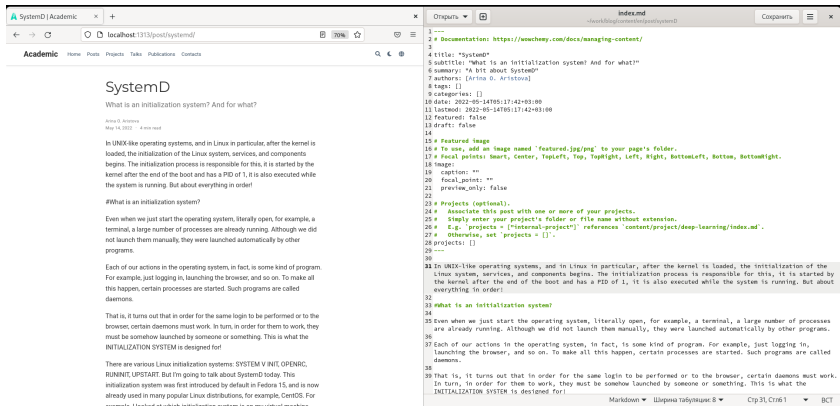 SystemD | Academic
localhost:1313/post/systemd/
70%
Academic Home Posts Projects Talks Publications Contacts
SystemD
What is an initialization system? And for what?
Arina O. Aristova
May 14, 2022 · 4 min read
In UNIX-like operating systems, and in Linux in particular, after the kernel is
loaded, the initialization of the Linux system, services, and components
begins. The initialization process is responsible for this, it is started by the
kernel after the end of the boot and has a PID of 1, it is also executed while
the system is running. But about everything in order!
#What is an initialization system?
Even when we just start the operating system, literally open, for example, a
terminal, a large number of processes are already running. Although we did
not launch them manually, they were launched automatically by other
programs.
Each of our actions in the operating system, in fact, is some kind of program.
For example, just logging in, launching the browser, and so on. To make all
this happen, certain processes are started. Such programs are called
daemons.
That is, it turns out that in order for the same login to be performed or to the
browser, certain daemons must work. In turn, in order for them to work, they
must be somehow launched by someone or something. This is what the
INITIALIZATION SYSTEM is designed for!
There are various Linux initialization systems: SYSTEM V INIT, OPENRC,
RUNINIT, UPSTART. But I'm going to talk about SystemD today. This
initialization system was first introduced by default in Fedora 15, and is now
already used in many popular Linux distributions, for example, CentOS. For
example, I looked at which initialization system is on my virtual machine
Открыть
index.md
~/work/blog/content/en/post/systemD
Сохранить
1 ---
2 # Documentation: https://wowchemy.com/docs/managing-content/
3
4 title: "SystemD"
5 subtitle: "What is an initialization system? And for what?"
6 summary: "A bit about SystemD"
7 authors: [Arina O. Aristova]
8 tags: []
9 categories: []
10 date: 2022-05-14T05:17:42+03:00
11 lastmod: 2022-05-14T05:17:42+03:00
12 featured: false
13 draft: false
14
15 # Featured image
16 # To use, add an image named `featured.jpg/png` to your page's folder.
17 # Focal points: Smart, Center, TopLeft, Top, TopRight, Left, Right, BottomLeft, Bottom, BottomRight.
18 image:
19 caption: ""
20 focal_point: ""
21 preview_only: false
22
23 # Projects (optional).
24 # Associate this post with one or more of your projects.
25 # Simply enter your project's folder or file name without extension.
26 # E.g. `projects = ["internal-project"]` references `content/project/deep-learning/index.md`.
27 # Otherwise, set `projects = []`.
28 projects: []
29 ---
30
31 In UNIX-like operating systems, and in Linux in particular, after the kernel is loaded, the initialization of the
Linux system, services, and components begins. The initialization process is responsible for this, it is started by
the kernel after the end of the boot and has a PID of 1, it is also executed while the system is running. But about
everything in order!
32
33 #What is an initialization system?
34
35 Even when we just start the operating system, literally open, for example, a terminal, a large number of processes
are already running. Although we did not launch them manually, they were launched automatically by other programs.
36
37 Each of our actions in the operating system, in fact, is some kind of program. For example, just logging in,
launching the browser, and so on. To make all this happen, certain processes are started. Such programs are called
daemons.
38
39 That is, it turns out that in order for the same login to be performed or to the browser, certain daemons must work.
In turn, in order for them to work, they must be somehow launched by someone or something. This is what the
INITIALIZATION SYSTEM is designed for!
Markdown Ширина табуляции: 8 Стр 31, Стлб 1 ВСТ